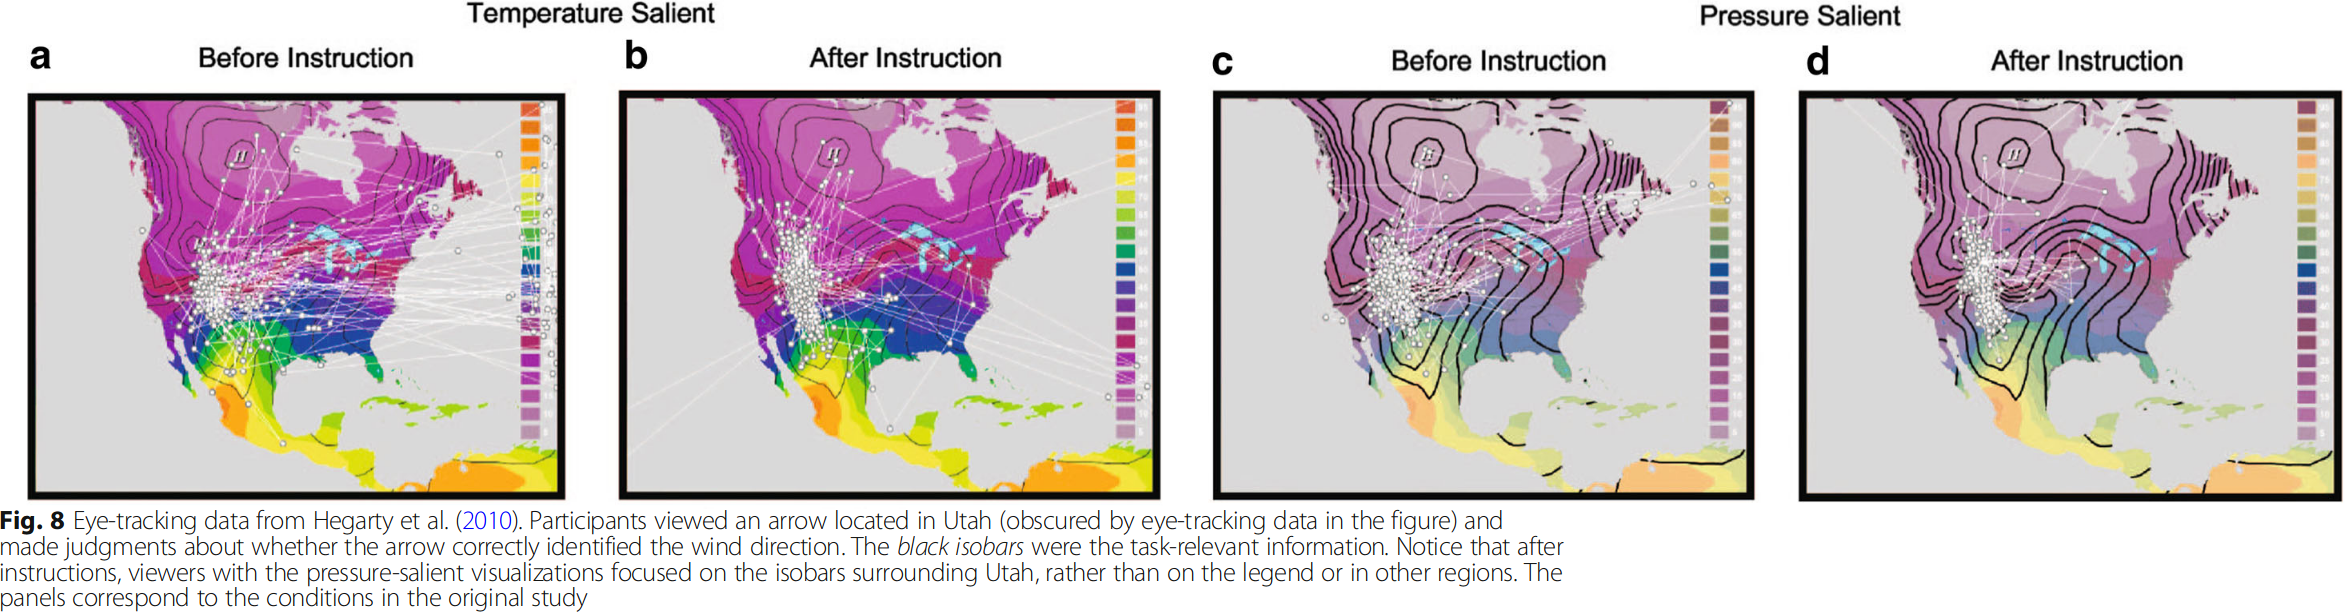 Temperature Salient
Pressure Salient
a Before Instruction
b After Instruction
c Before Instruction
d After Instruction
H
H
H
H
Fig. 8 Eye-tracking data from Hegarty et al. (2010). Participants viewed an arrow located in Utah (obscured by eye-tracking data in the figure) and
made judgments about whether the arrow correctly identified the wind direction. The black isobars were the task-relevant information. Notice that after
instructions, viewers with the pressure-salient visualizations focused on the isobars surrounding Utah, rather than on the legend or in other regions. The
panels correspond to the conditions in the original study